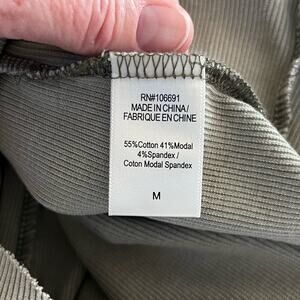 RN#106691
MADE IN CHINA/
FABRIQUE EN CHINE
55%Cotton 41%Modal
4%Spandex/
Coton Modal Spandex
M